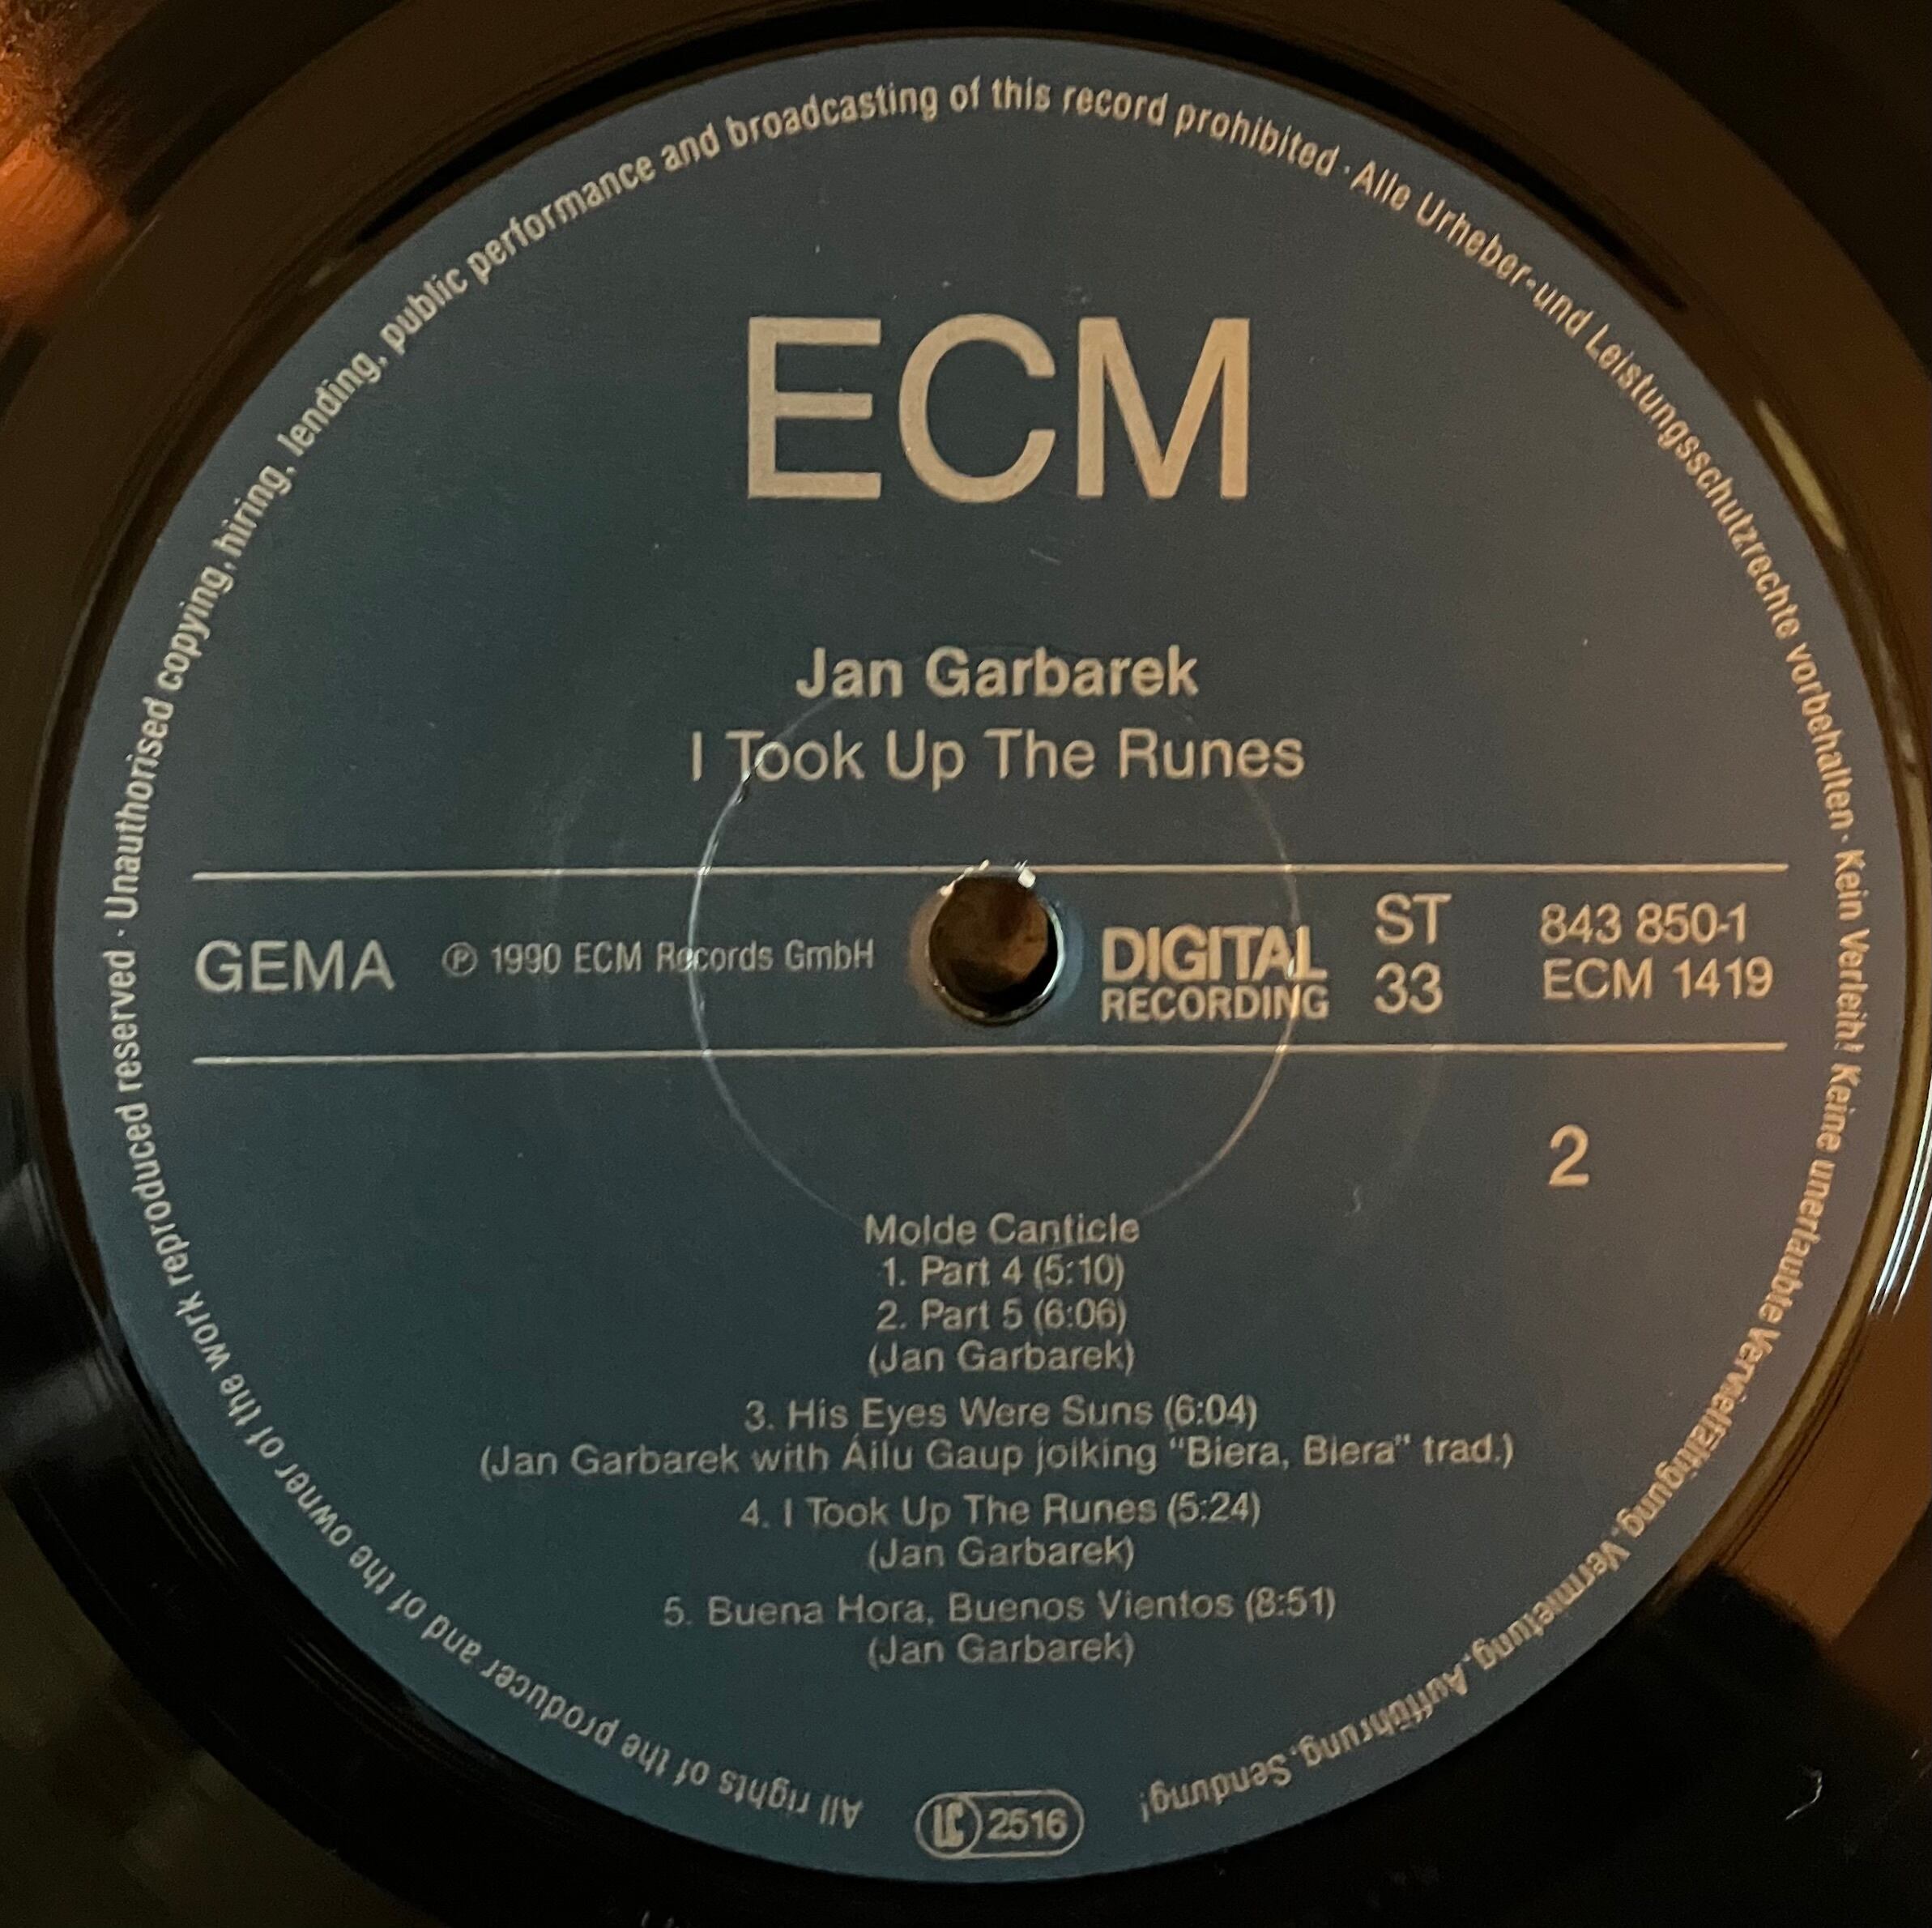 All rights of the producer and of the owner of the work reproduced reserved · Unauthorised copying, hiring, lending, public performance and broadcasting of this record prohibited · Alle Urheber- und Leistungsschutzrechte vorbehalten · Kein Verleih! Keine unerlaubte Vervielfältigung, Vermietung, Aufführung, Sendung!
ECM
Jan Garbarek
I Took Up The Runes
GEMA ℗ 1990 ECM Records GmbH
DIGITAL
RECORDING
ST
33
843 850-1
ECM 1419
2
Molde Canticle
1. Part 4 (5:10)
2. Part 5 (6:06)
(Jan Garbarek)
3. His Eyes Were Suns (6:04)
(Jan Garbarek with Áilu Gaup joiking "Biera, Biera" trad.)
4. I Took Up The Runes (5:24)
(Jan Garbarek)
5. Buena Hora, Buenos Vientos (8:51)
(Jan Garbarek)
LC 2516